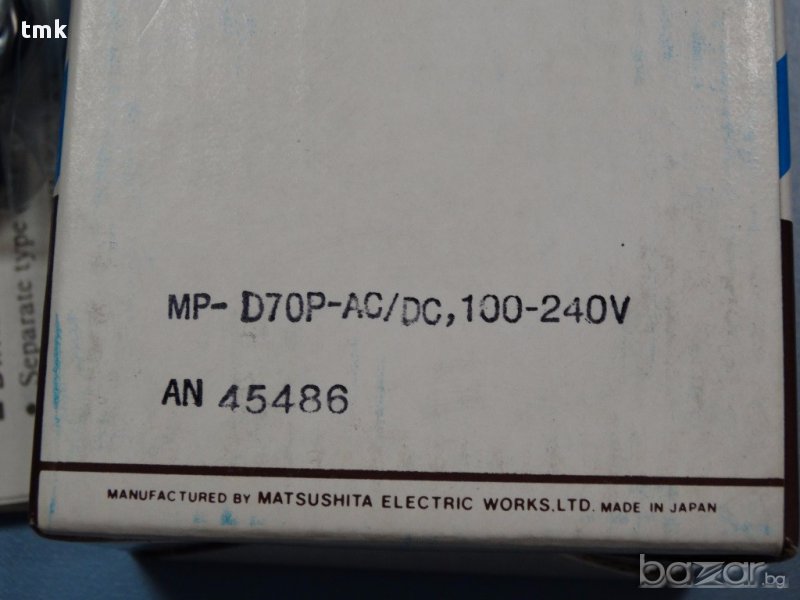 tmk
• Separate type
MP- D70P-AC/DC,100-240V
AN 45486
MANUFACTURED BY MATSUSHITA ELECTRIC WORKS,LTD. MADE IN JAPAN
bazar.bg